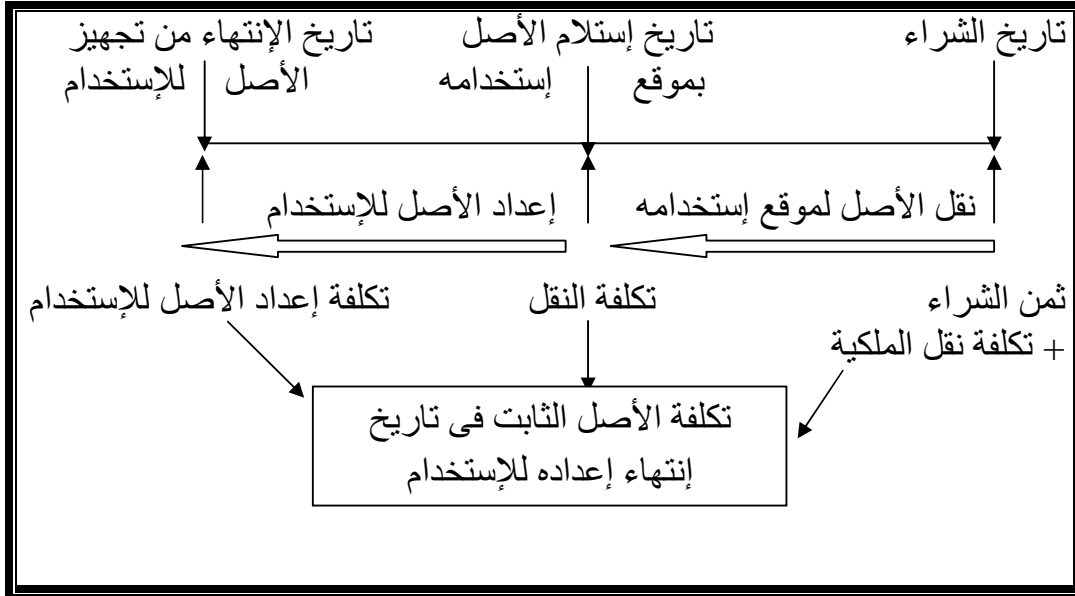 تاريخ الشراء
تاريخ إستلام الأصل
بموقع إستخدامه
تاريخ الإنتهاء من تجهيز
الأصل للإستخدام
نقل الأصل لموقع إستخدامه
إعداد الأصل للإستخدام
ثمن الشراء
+ تكلفة نقل الملكية
تكلفة النقل
تكلفة إعداد الأصل للإستخدام
تكلفة الأصل الثابت فى تاريخ
إنتهاء إعداده للإستخدام